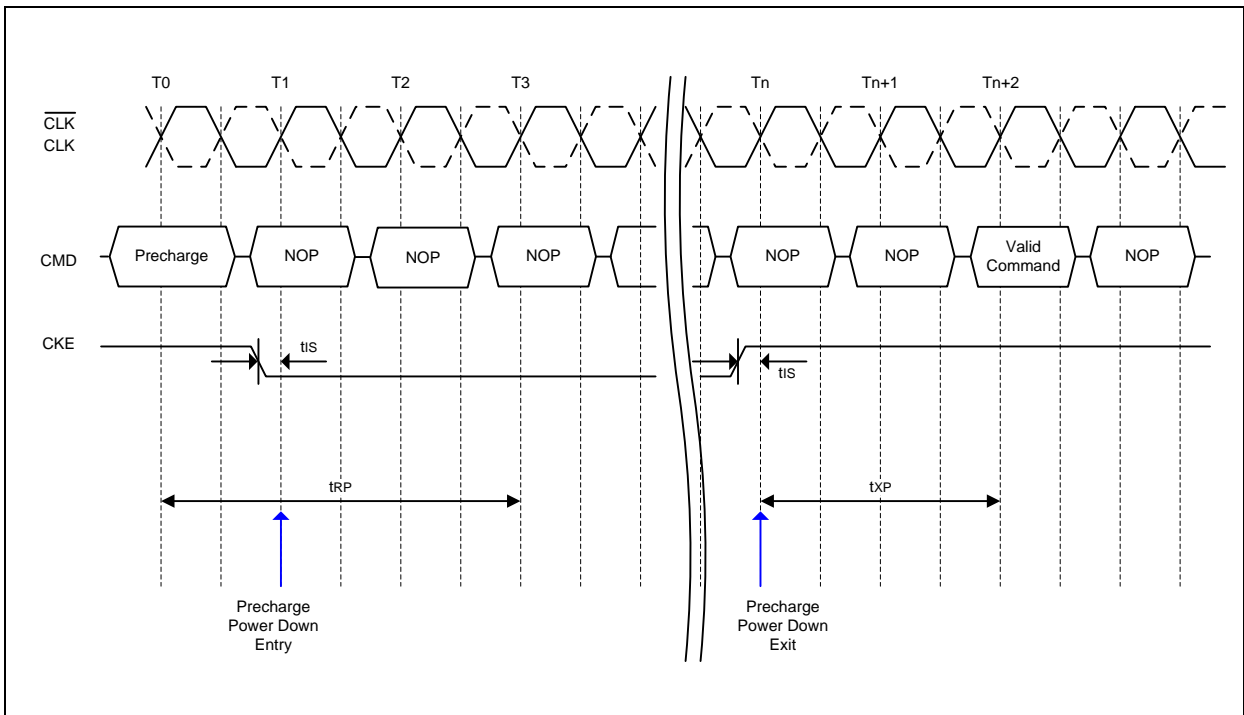 T0 T1 T2 T3 Tn Tn+1 Tn+2
CLK
CLK
CMD Precharge NOP NOP NOP NOP NOP Valid Command NOP
CKE tIS tIS
tRP tXP
Precharge
Power Down
Entry
Precharge
Power Down
Exit